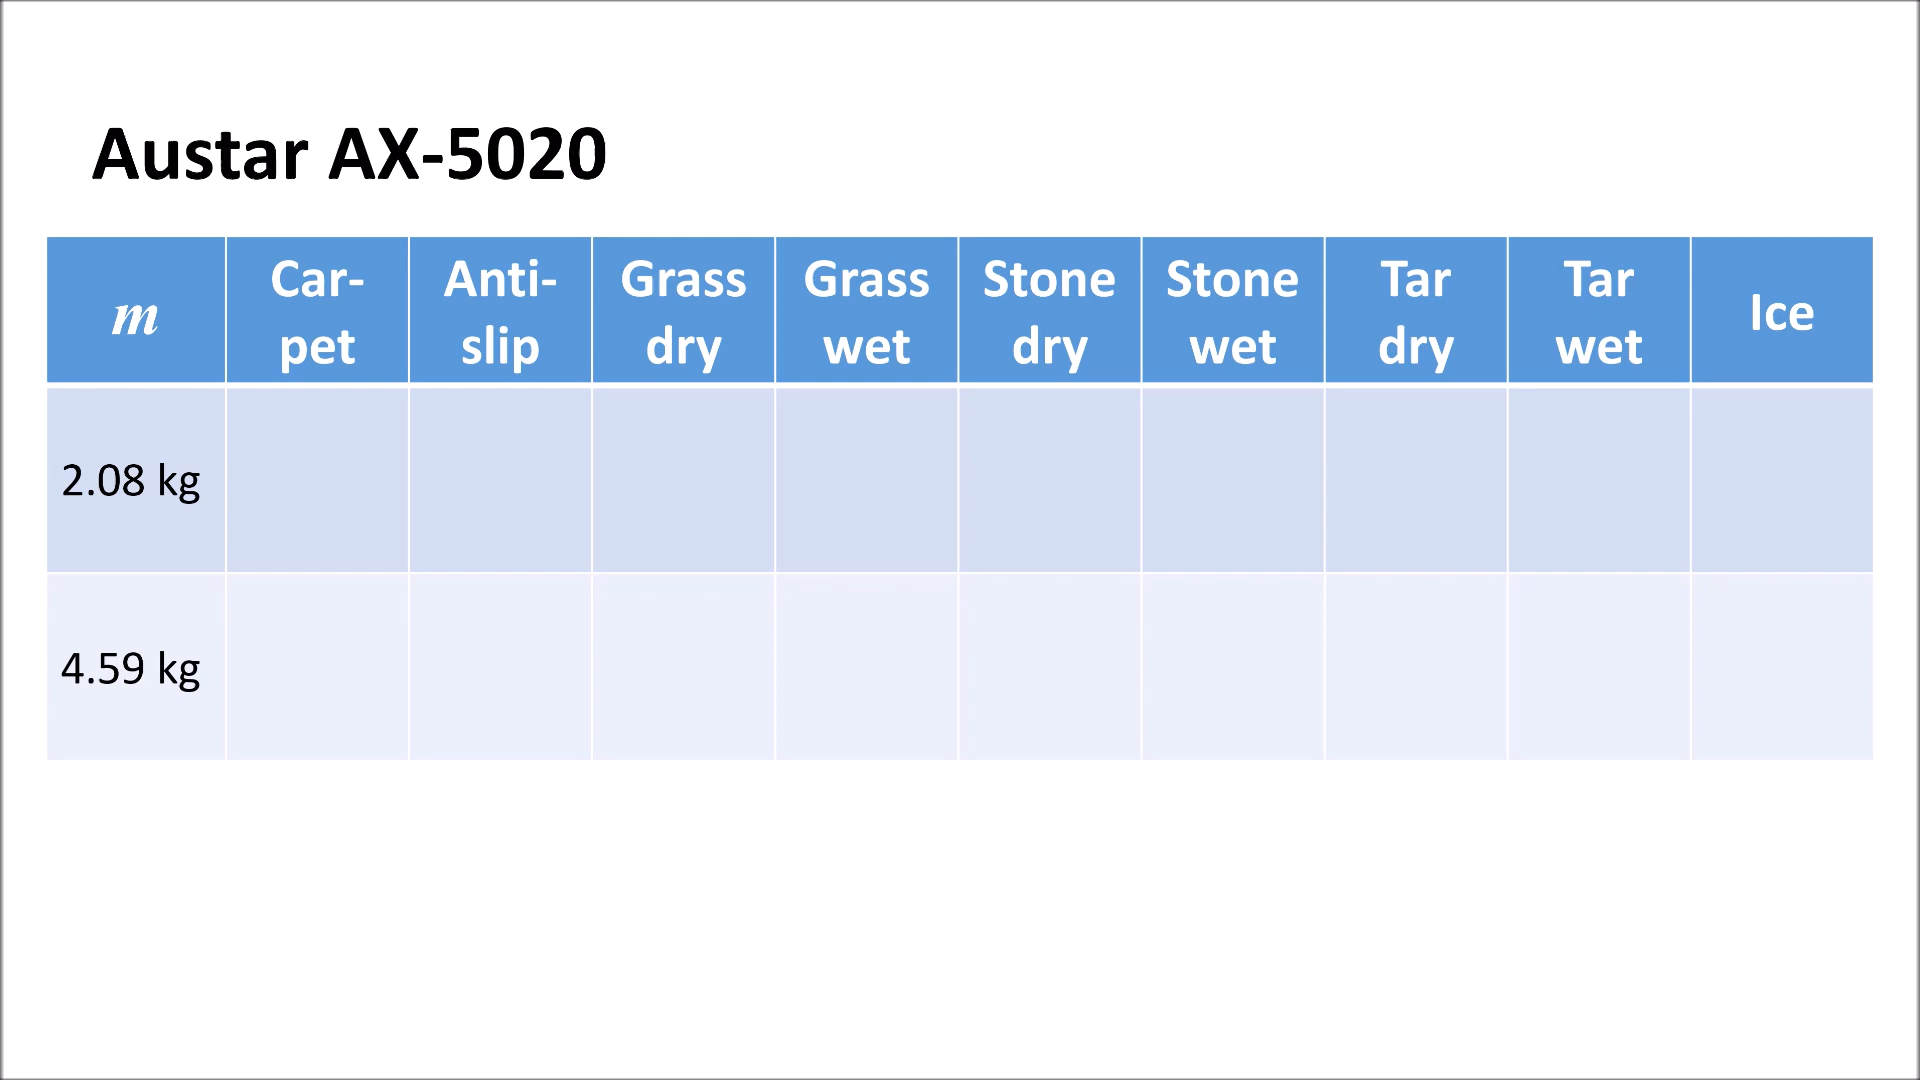 Austar AX-5020
m
Car-
pet
Anti-
slip
Grass
dry
Grass
wet
Stone
dry
Stone
wet
Tar
dry
Tar
wet
Ice
2.08 kg
4.59 kg